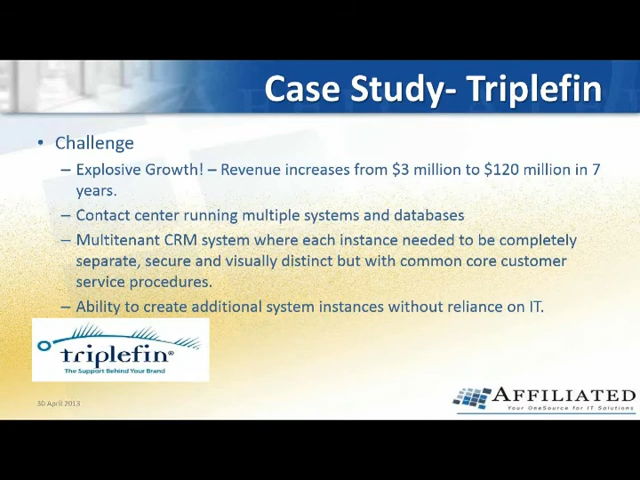 Case Study- Triplefin
• Challenge
– Explosive Growth! – Revenue increases from $3 million to $120 million in 7
years.
– Contact center running multiple systems and databases
– Multitenant CRM system where each instance needed to be completely
separate, secure and visually distinct but with common core customer
service procedures.
– Ability to create additional system instances without reliance on IT.
triplefin®
The Support Behind Your Brand
30 April 2013
AFFILIATED
Your OneSource for IT Solutions